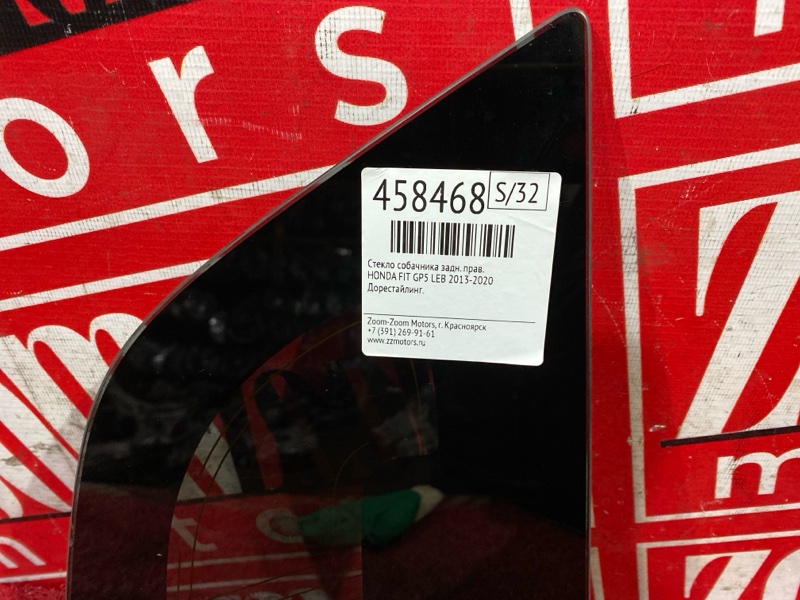 ors
458468 S/32
Стекло собачника задн. прав.
HONDA FIT GP5 LEB 2013-2020
Дорестайлинг.
Zoom-Zoom Motors, г. Красноярск
+7 (391) 269-91-61
www.zzmotors.ru